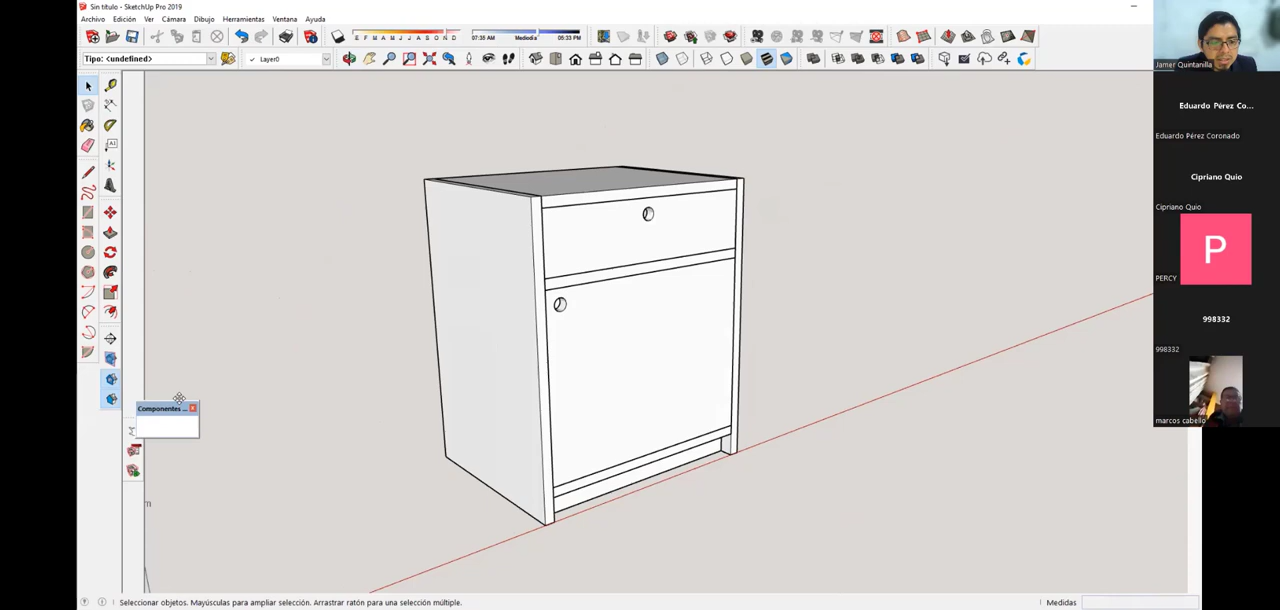 Sin título - SketchUp Pro 2019
Archivo Edición Ver Cámara Dibujo Herramientas Ventana Ayuda
E F M A M J J A S O N D
07:35 AM Mediodía 05:33 PM
Tipo: <undefined>
Layer0
A1
Componentes ...
m
Seleccionar objetos. Mayúsculas para ampliar selección. Arrastrar ratón para una selección múltiple.
Medidas
Jamer Quintanilla
Eduardo Pérez Co...
Eduardo Pérez Coronado
Cipriano Quio
Cipriano Quio
P
PERCY
998332
998332
marcos cabello